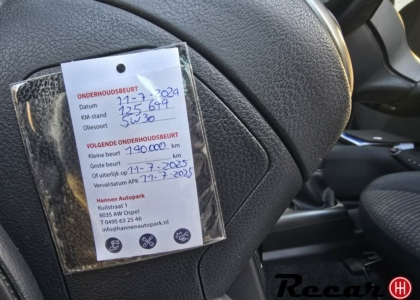 ONDERHOUDSBEURT
Datum 11-7-2024
KM-stand 125 699
Oliesoort 5W30
VOLGENDE ONDERHOUDSBEURT
Kleine beurt 140.000 km
Grote beurt km
Of uiterlijk op 11-7-2025
Vervaldatum APK 11-7-2025
Hannen Autopark
Kuilstraat 1
6035 AW Ospel
T 0495 63 25 46
info@hannenautopark.nl
Recar